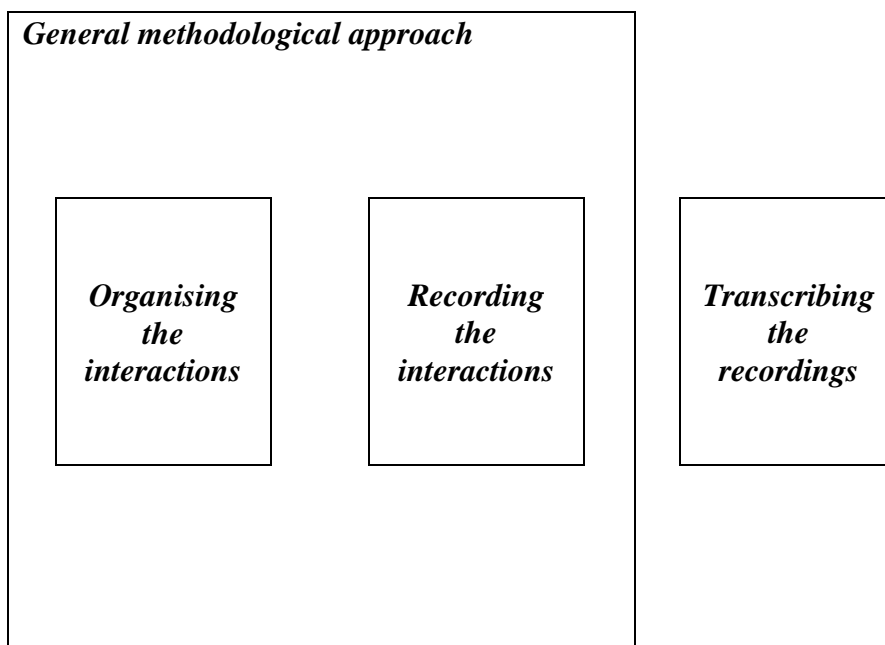 General methodological approach
Organising
the
interactions
Recording
the
interactions
Transcribing
the
recordings